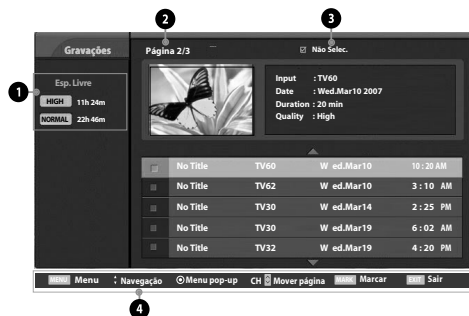 2
3
Gravações
Página 2/3
Não Selec.
1
Esp. Livre
HIGH 11h 24m
NORMAL 22h 46m
Input : TV60
Date : Wed.Mar10 2007
Duration : 20 min
Quality : High
No Title TV60 W ed.Mar10 10 : 20 AM
No Title TV62 W ed.Mar10 3 : 10 AM
No Title TV30 W ed.Mar14 2 : 25 PM
No Title TV30 W ed.Mar19 6 : 02 AM
No Title TV32 W ed.Mar19 4 : 20 PM
MENU Menu Navegação Menu pop-up CH Mover página MARK Marcar EXIT Sair
4